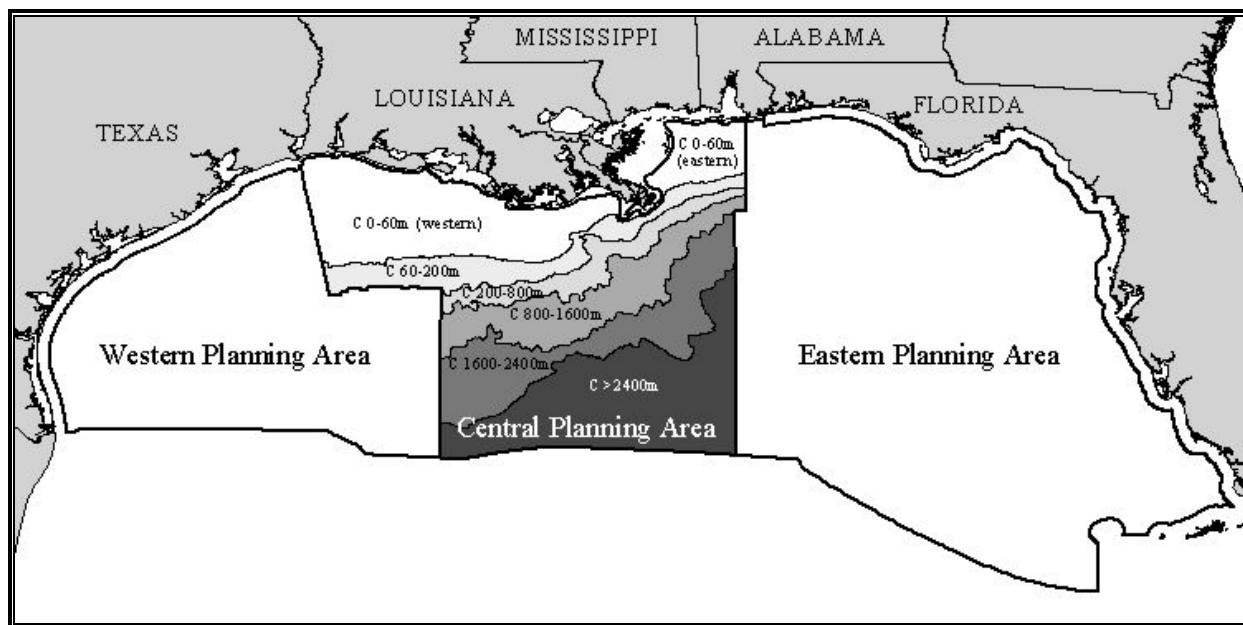 MISSISSIPPI
ALABAMA
LOUISIANA
FLORIDA
TEXAS
C 0-60m
(eastern)
C 0-60m (western)
C 60-200m
C 200-800m
C 800-1600m
Western Planning Area
Eastern Planning Area
C 1600-2400m
C >2400m
Central Planning Area